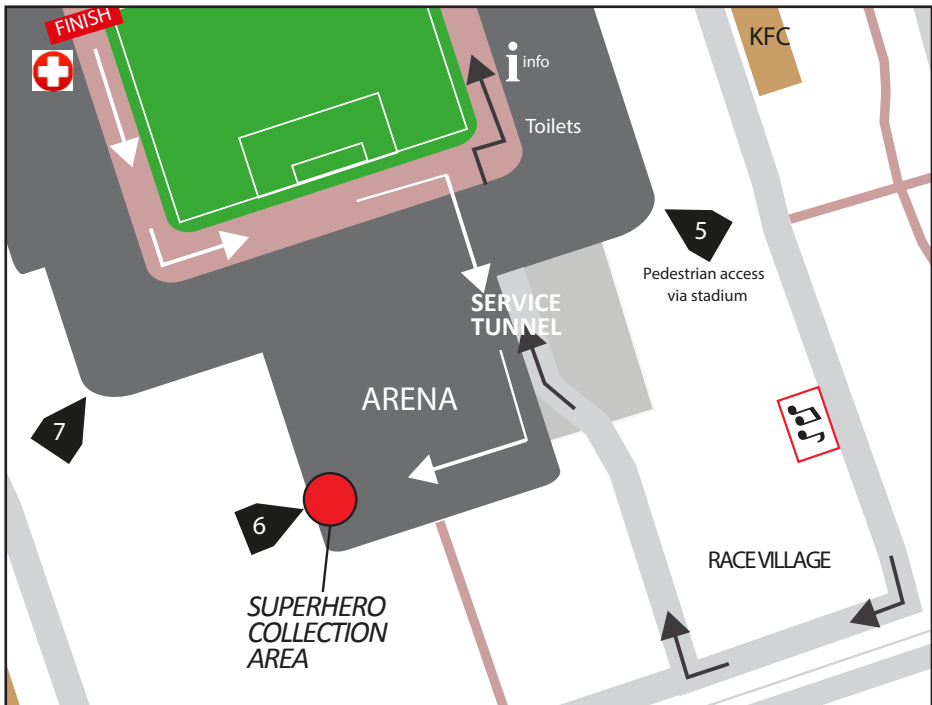 FINISH
KFC
i info
Toilets
5
Pedestrian access
via stadium
SERVICE
TUNNEL
ARENA
7
6
RACE VILLAGE
SUPERHERO
COLLECTION
AREA